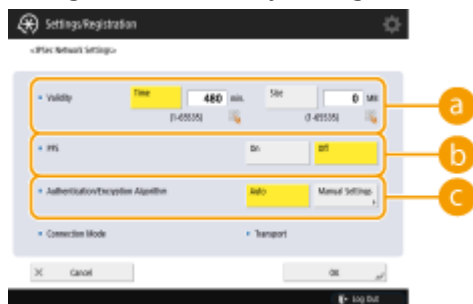 Settings/Registration
<IPSec Network Settings>
Validity Time 480 min. Size 0 MB
(1-65535) (1-65535)
a
PFS On Off
b
Authentication/Encryption Algorithm Auto Manual Settings
c
Connection Mode Transport
Cancel OK
Log Out